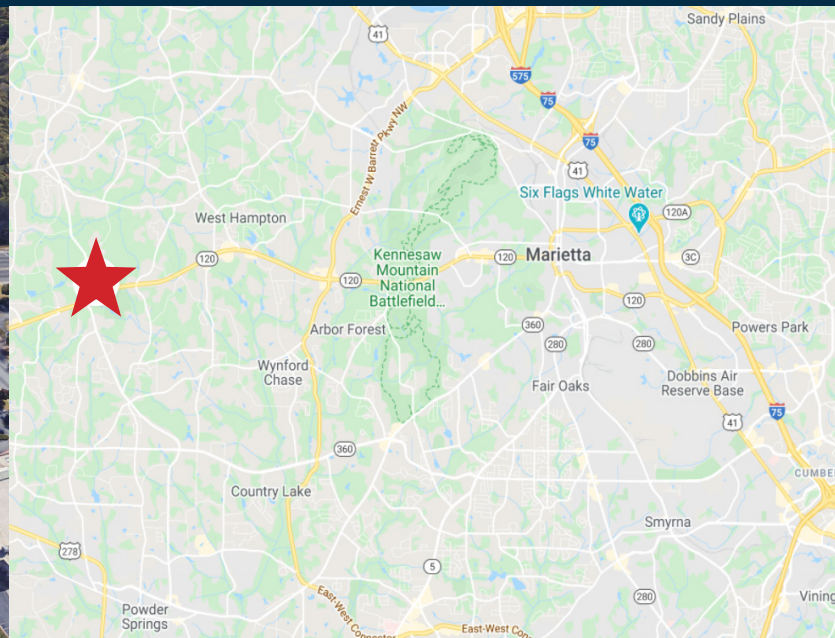 Sandy Plains
41
575
75
Ernest W Barrett Pkwy NW
75
41
Six Flags White Water
West Hampton
120A
120
Kennesaw
Mountain
National
Battlefield...
120
Marietta
3C
120
120
Arbor Forest
360
Powers Park
280
280
Wynford
Chase
Fair Oaks
Dobbins Air
Reserve Base
75
41
360
CUMBE
Country Lake
Smyrna
278
5
280
Vining
Powder
Springs
East-West Connector
East-West Con